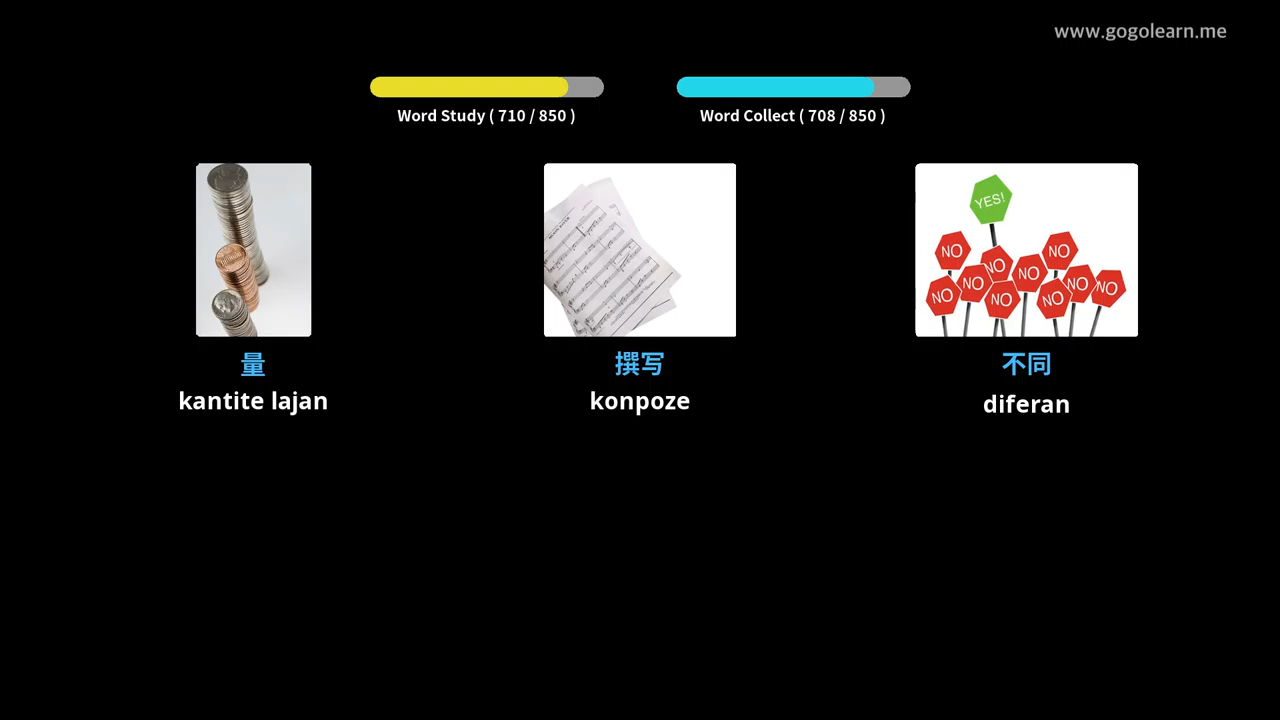 www.gogolearn.me
Word Study ( 710 / 850 )
Word Collect ( 708 / 850 )
YES!
NO
NO
NO
NO
NO
NO
NO
NO
NO
NO
量
撰写
不同
kantite lajan
konpoze
diferan